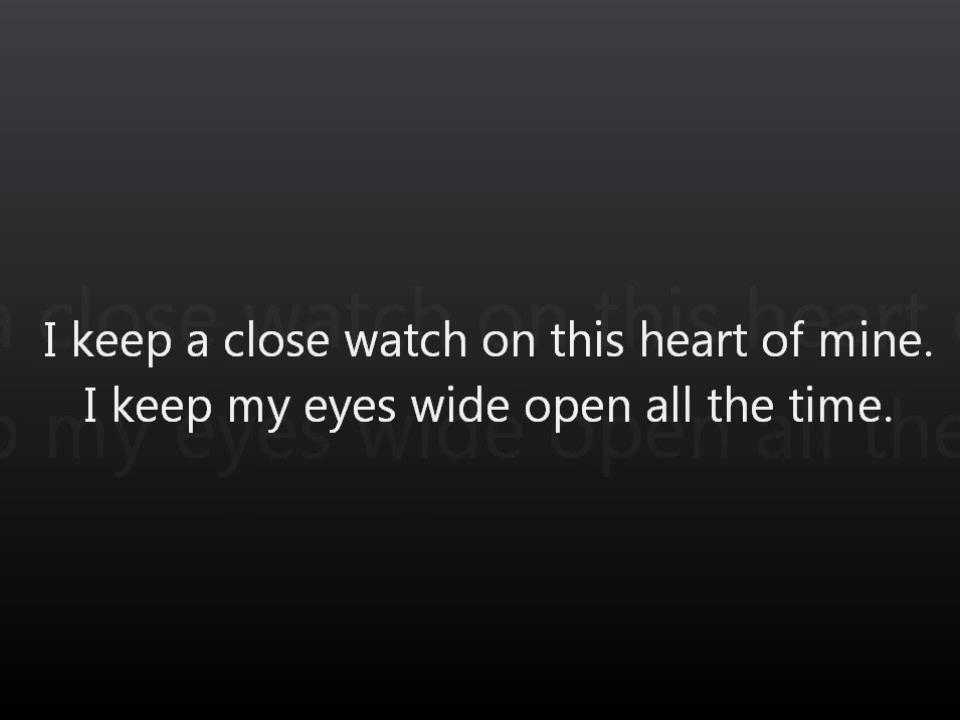 I keep a close watch on this heart of mine.
I keep my eyes wide open all the time.